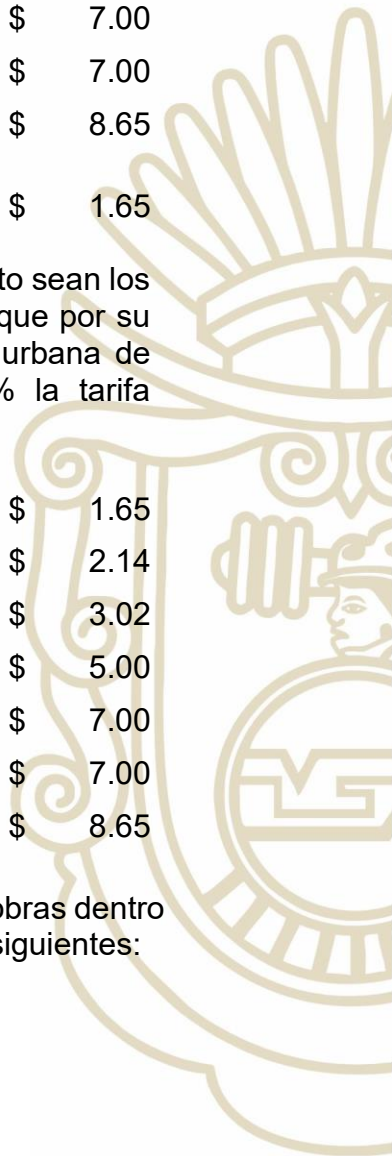 $ 7.00
$ 7.00
$ 8.65
$ 1.65
to sean los
que por su
urbana de
% la tarifa
$ 1.65
$ 2.14
$ 3.02
$ 5.00
$ 7.00
$ 7.00
$ 8.65
obras dentro
siguientes: